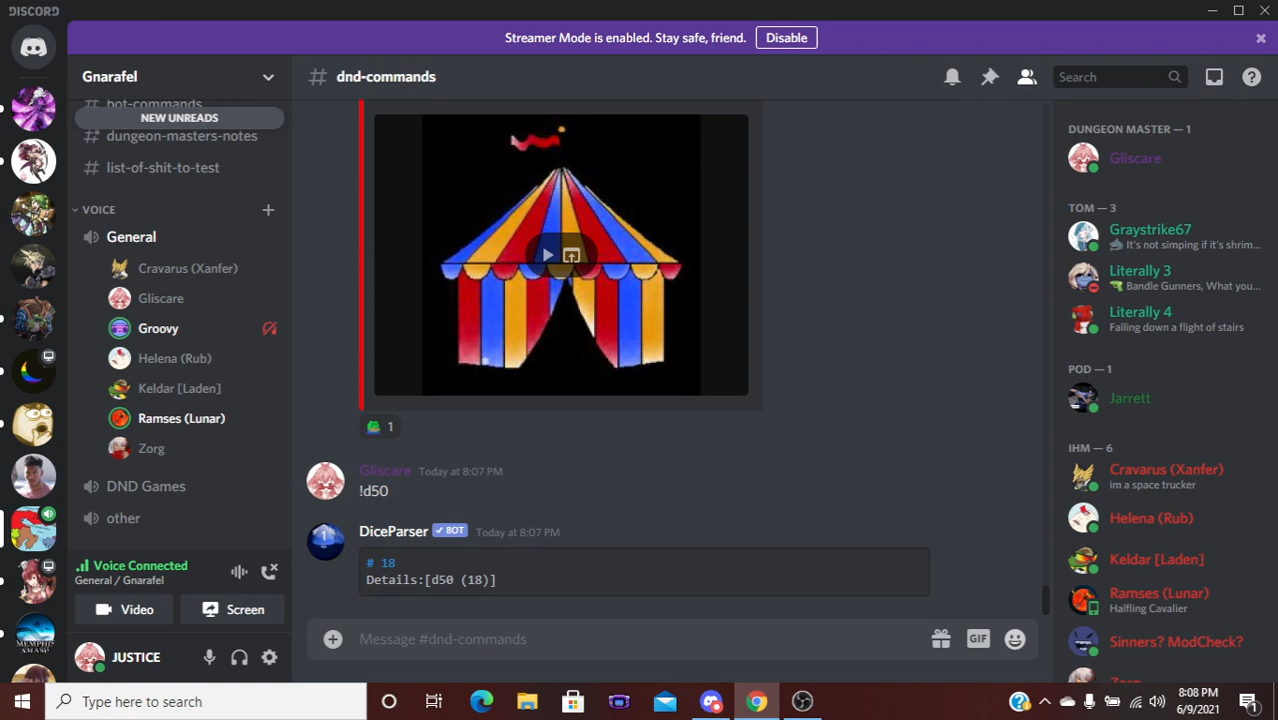 DISCORD
Streamer Mode is enabled. Stay safe, friend.
Disable
Gnarafel
bot-commands
NEW UNREADS
dungeon-masters-notes
list-of-shit-to-test
VOICE
General
Cravarus (Xanfer)
Gliscare
Groovy
Helena (Rub)
Keldar [Laden]
Ramses (Lunar)
Zorg
DND Games
other
Voice Connected
General / Gnarafel
Video
Screen
JUSTICE
# dnd-commands
Search
1
Gliscare Today at 8:07 PM
!d50
DiceParser ✓ BOT Today at 8:07 PM
# 18
Details:[d50 (18)]
Message #dnd-commands
GIF
DUNGEON MASTER — 1
Gliscare
TOM — 3
Graystrike67
It's not simping if it's shrim...
Literally 3
Bandle Gunners, What you...
Literally 4
Falling down a flight of stairs
POD — 1
Jarrett
IHM — 6
Cravarus (Xanfer)
im a space trucker
Helena (Rub)
Keldar [Laden]
Ramses (Lunar)
Halfling Cavalier
Sinners? ModCheck?
Zorg
MEMPHIS
SMASH
Type here to search
8:08 PM
6/9/2021
1